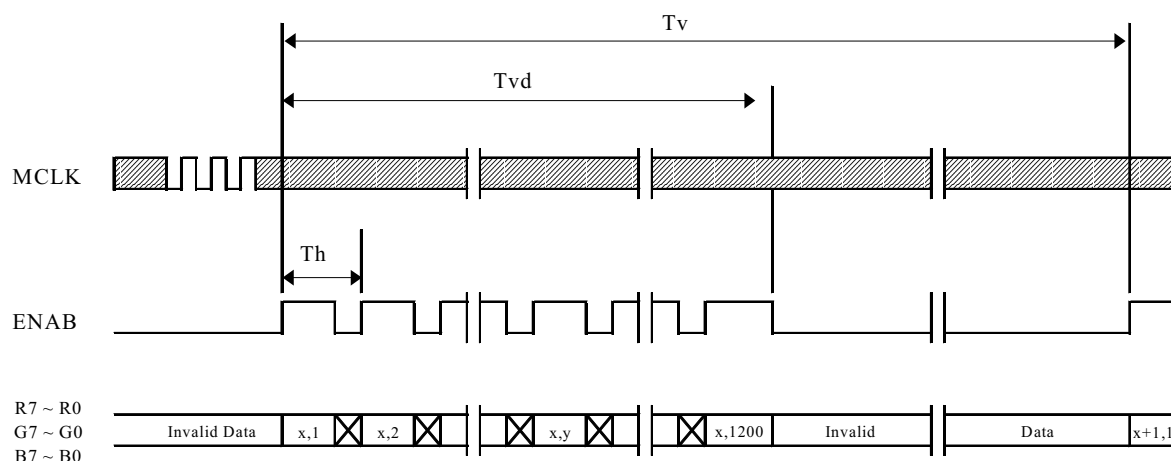 Tv
Tvd
MCLK
Th
ENAB
R7 ~ R0
G7 ~ G0
B7 ~ B0
Invalid Data
x,1
x,2
x,y
x,1200
Invalid
Data
x+1,1